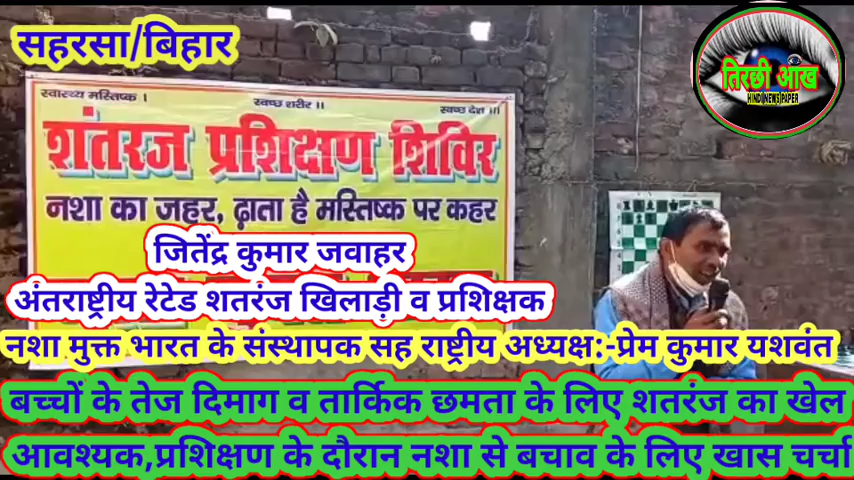 सहरसा/बिहार
तिरछी आख
HINDI NEWS PAPER
स्वास्थ्य मस्तिष्क ।
स्वच्छ शरीर ।।
स्वच्छ देश ।।।
शंतरज प्रशिक्षण शिविर
नशा का जहर, ढ़ाता है मस्तिष्क पर कहर
जितेंद्र कुमार जवाहर
अंतराष्ट्रीय रेटेड शतरंज खिलाड़ी व प्रशिक्षक
नशा मुक्त भारत के संस्थापक सह राष्ट्रीय अध्यक्ष:-प्रेम कुमार यशवंत
बच्चों के तेज दिमाग व तार्किक छमता के लिए शतरंज का खेल
आवश्यक,प्रशिक्षण के दौरान नशा से बचाव के लिए खास चर्चा